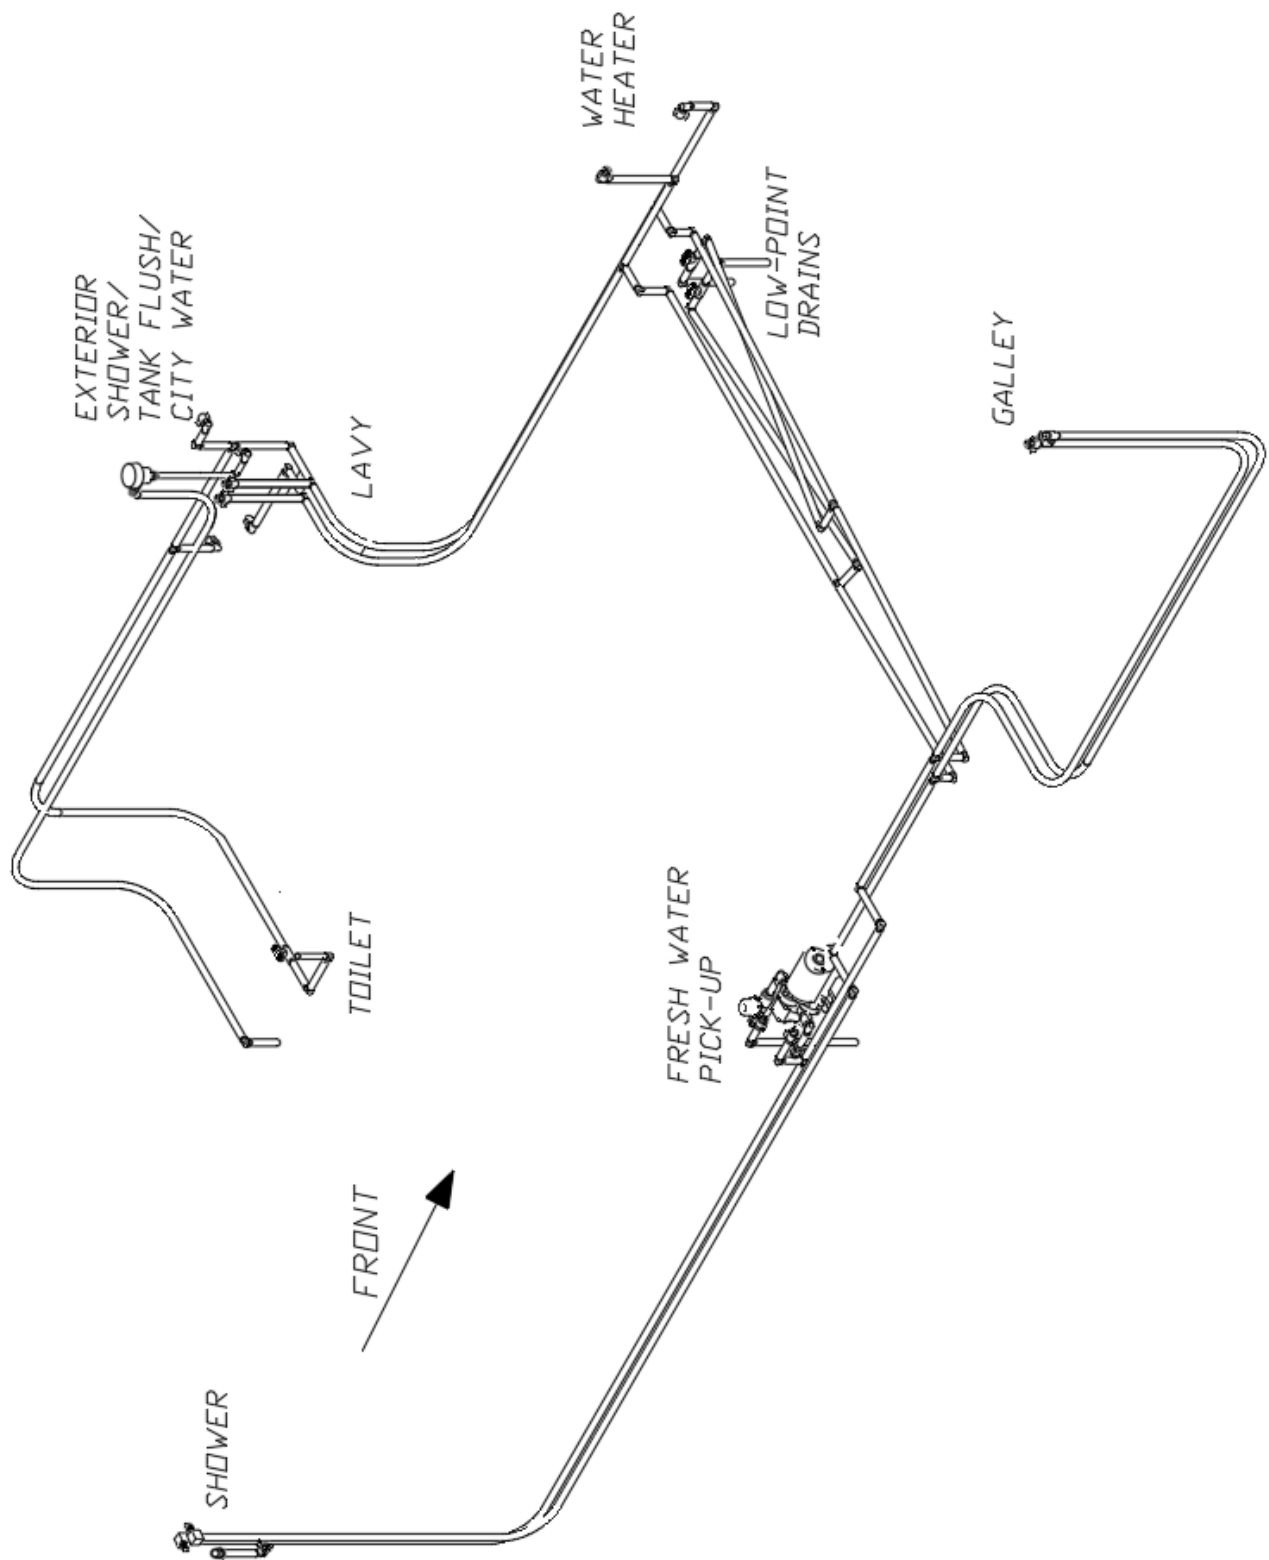 WATER
HEATER
EXTERIOR
SHOWER/
TANK FLUSH/
CITY WATER
LOW-POINT
DRAINS
LAVY
GALLEY
FRESH WATER
PICK-UP
TOILET
FRONT
SHOWER